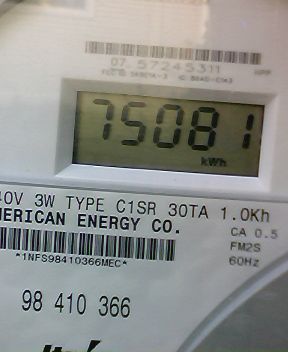 07. 57245311
75081
kWh
40V 3W TYPE C1SR 30TA 1.0Kh
MERICAN ENERGY CO. CA 0.5
FM2S
*1NFS98410366MEC* 60Hz
98 410 366